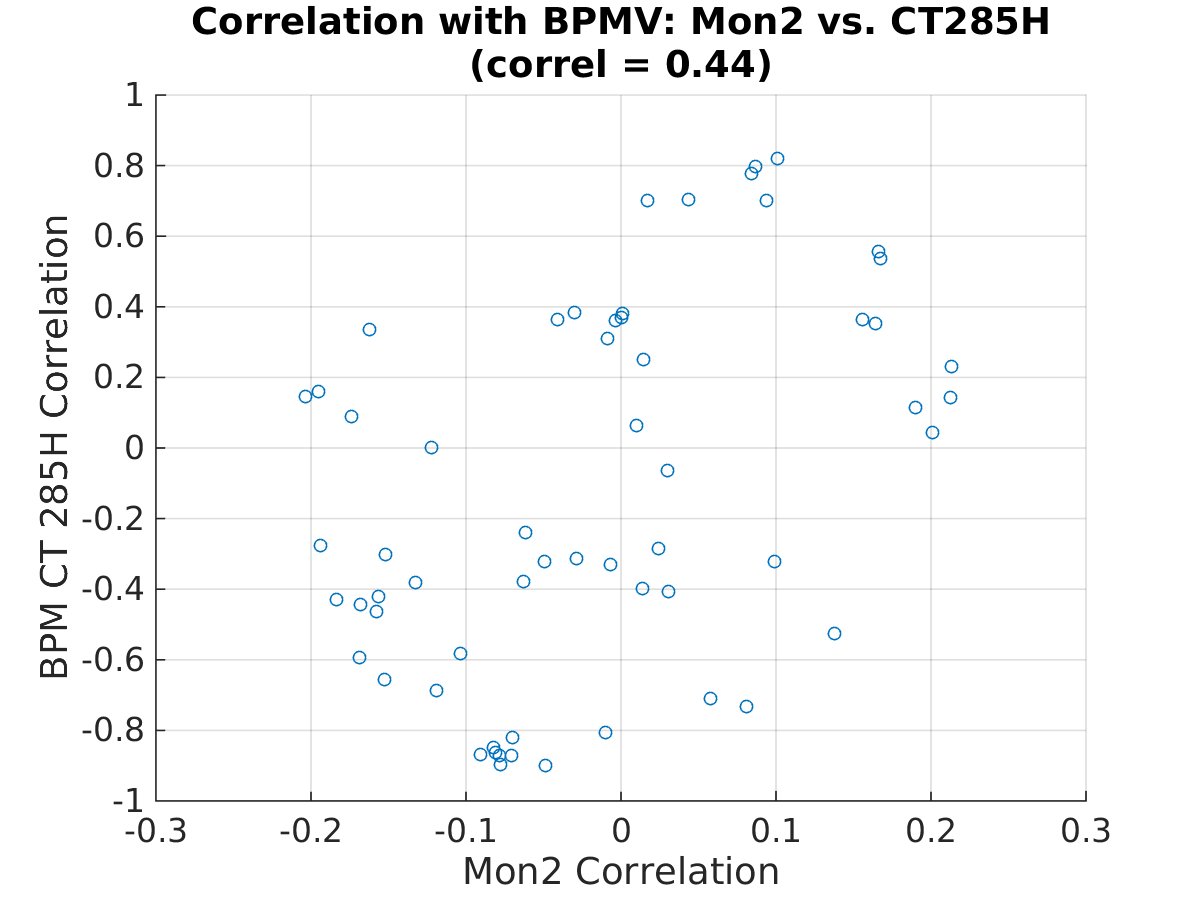 Correlation with BPMV: Mon2 vs. CT285H
(correl = 0.44)
BPM CT 285H Correlation
1
0.8
0.6
0.4
0.2
0
-0.2
-0.4
-0.6
-0.8
-1
-0.3 -0.2 -0.1 0 0.1 0.2 0.3
Mon2 Correlation